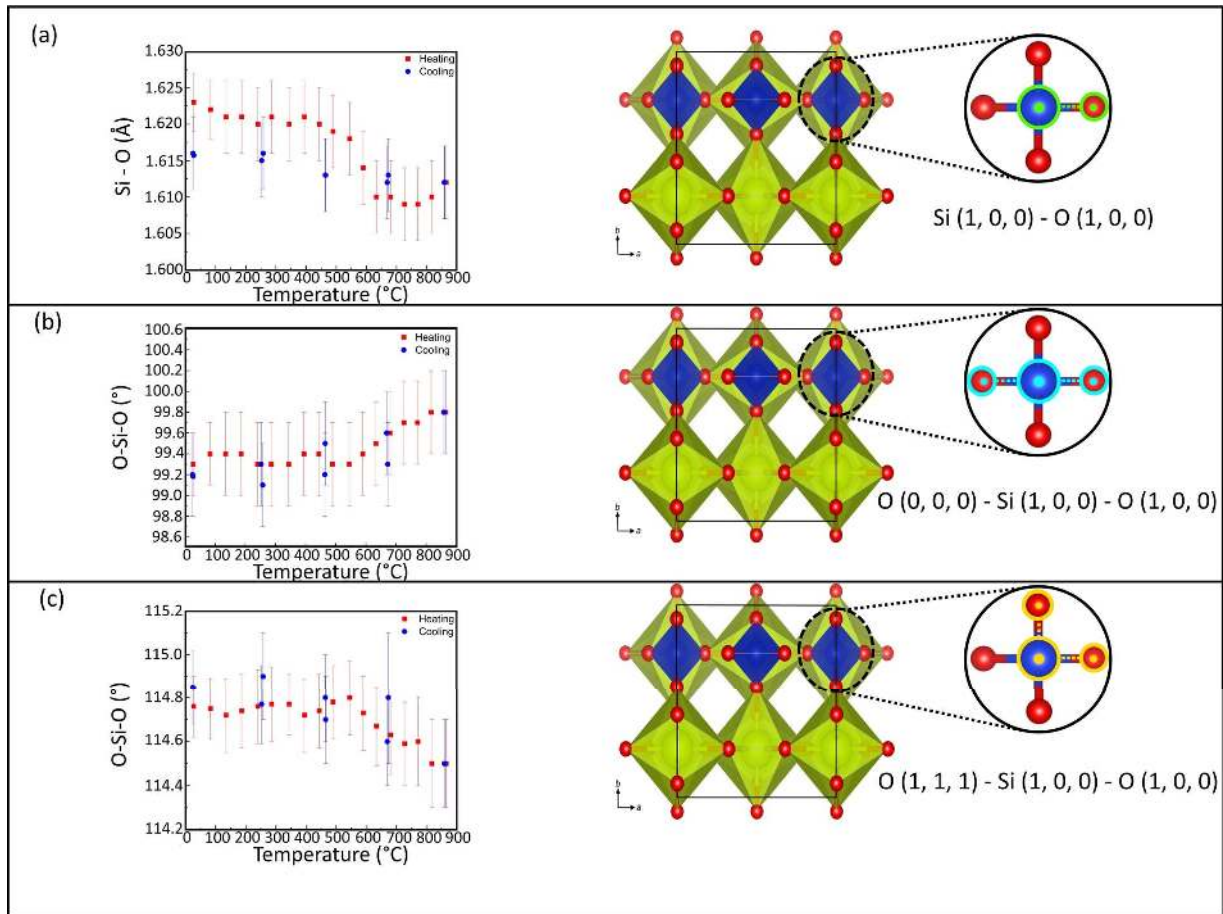 (a)
1.630
1.625
1.620
1.615
1.610
1.605
1.600
Si - O (Å)
Heating
Cooling
0 100 200 300 400 500 600 700 800 900
Temperature (°C)
b
a
Si (1, 0, 0) - O (1, 0, 0)
(b)
100.6
100.4
100.2
100.0
99.8
99.6
99.4
99.2
99.0
98.8
98.6
O-Si-O (°)
Heating
Cooling
0 100 200 300 400 500 600 700 800 900
Temperature (°C)
b
a
O (0, 0, 0) - Si (1, 0, 0) - O (1, 0, 0)
(c)
115.2
115.0
114.8
114.6
114.4
114.2
O-Si-O (°)
Heating
Cooling
0 100 200 300 400 500 600 700 800 900
Temperature (°C)
b
a
O (1, 1, 1) - Si (1, 0, 0) - O (1, 0, 0)